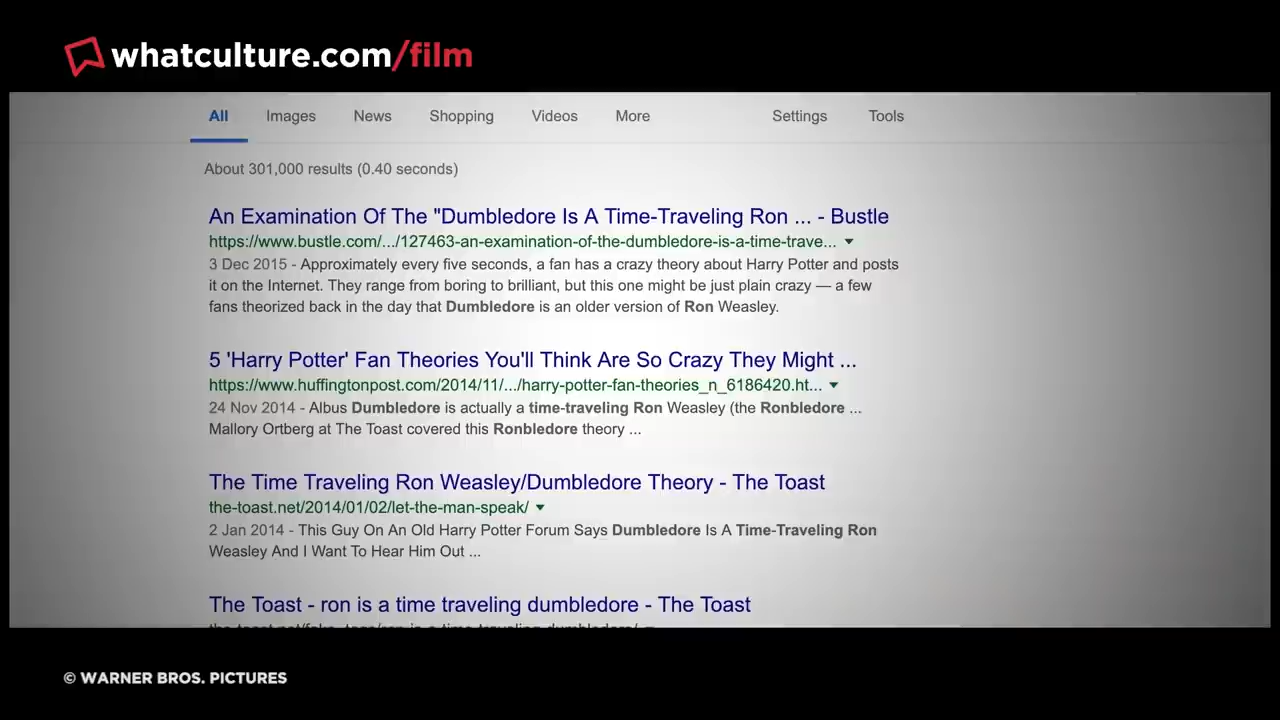 whatculture.com/film
All Images News Shopping Videos More Settings Tools
About 301,000 results (0.40 seconds)
An Examination Of The "Dumbledore Is A Time-Traveling Ron ... - Bustle
https://www.bustle.com/.../127463-an-examination-of-the-dumbledore-is-a-time-trave...
3 Dec 2015 - Approximately every five seconds, a fan has a crazy theory about Harry Potter and posts
it on the Internet. They range from boring to brilliant, but this one might be just plain crazy — a few
fans theorized back in the day that Dumbledore is an older version of Ron Weasley.
5 'Harry Potter' Fan Theories You'll Think Are So Crazy They Might ...
https://www.huffingtonpost.com/2014/11/.../harry-potter-fan-theories_n_6186420.ht...
24 Nov 2014 - Albus Dumbledore is actually a time-traveling Ron Weasley (the Ronbledore ...
Mallory Ortberg at The Toast covered this Ronbledore theory ...
The Time Traveling Ron Weasley/Dumbledore Theory - The Toast
the-toast.net/2014/01/02/let-the-man-speak/
2 Jan 2014 - This Guy On An Old Harry Potter Forum Says Dumbledore Is A Time-Traveling Ron
Weasley And I Want To Hear Him Out ...
The Toast - ron is a time traveling dumbledore - The Toast
© WARNER BROS. PICTURES